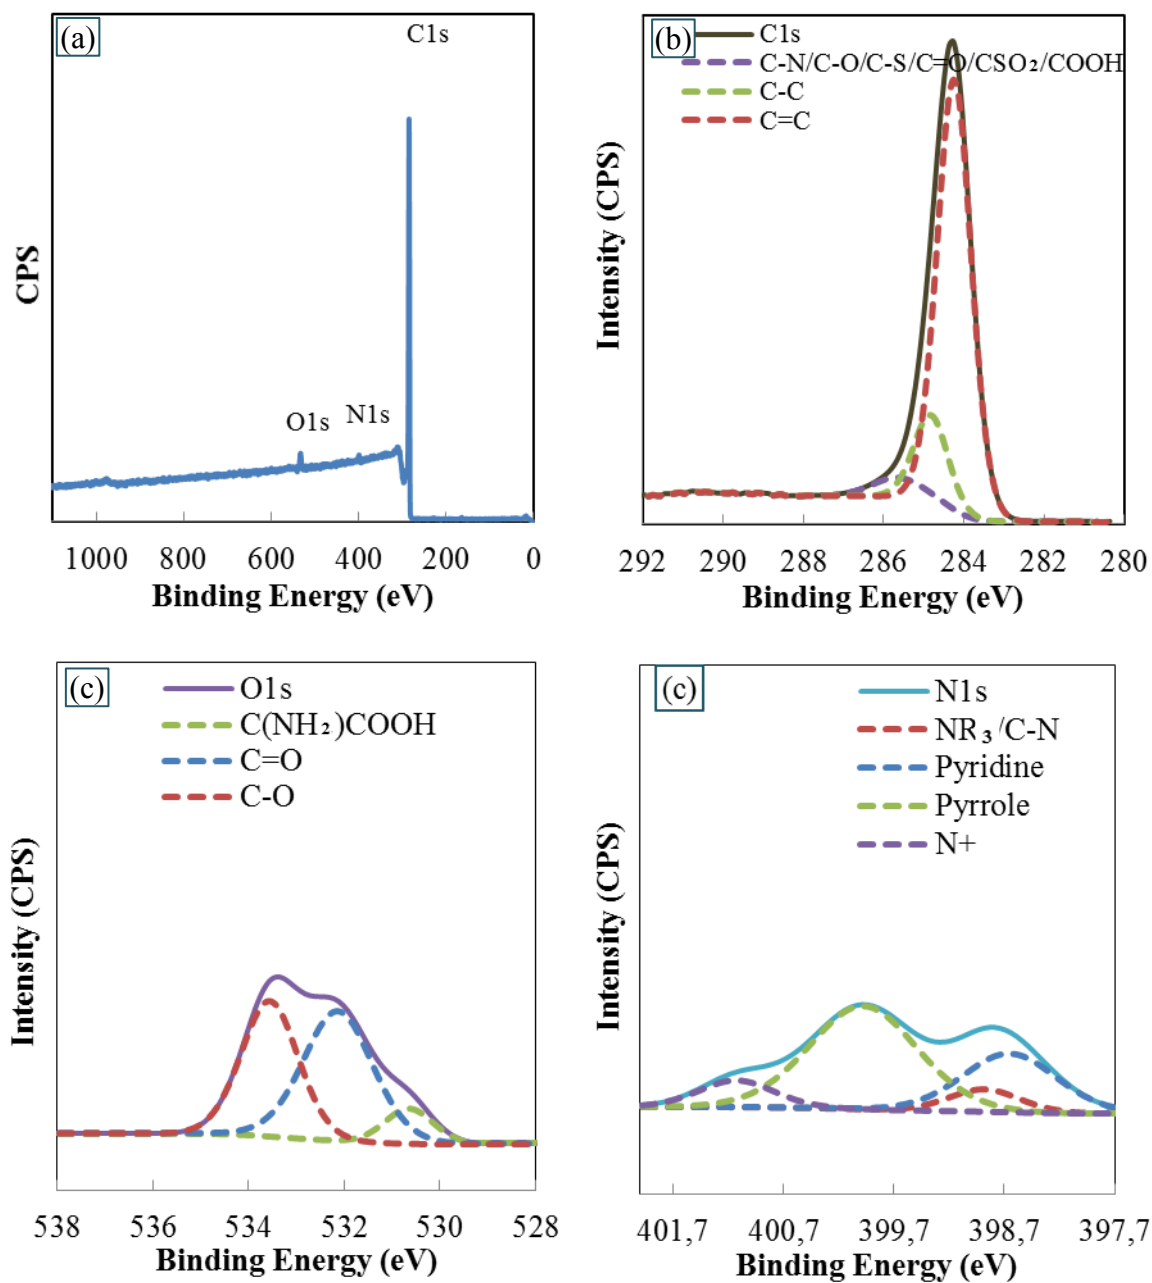 (a)
C1s
O1s
N1s
CPS
1000 800 600 400 200 0
Binding Energy (eV)
(b)
C1s
C-N/C-O/C-S/C=O/CSO₂/COOH
C-C
C=C
Intensity (CPS)
292 290 288 286 284 282 280
Binding Energy (eV)
(c)
O1s
C(NH₂)COOH
C=O
C-O
Intensity (CPS)
538 536 534 532 530 528
Binding Energy (eV)
(c)
N1s
NR₃/C-N
Pyridine
Pyrrole
N+
Intensity (CPS)
401,7 400,7 399,7 398,7 397,7
Binding Energy (eV)